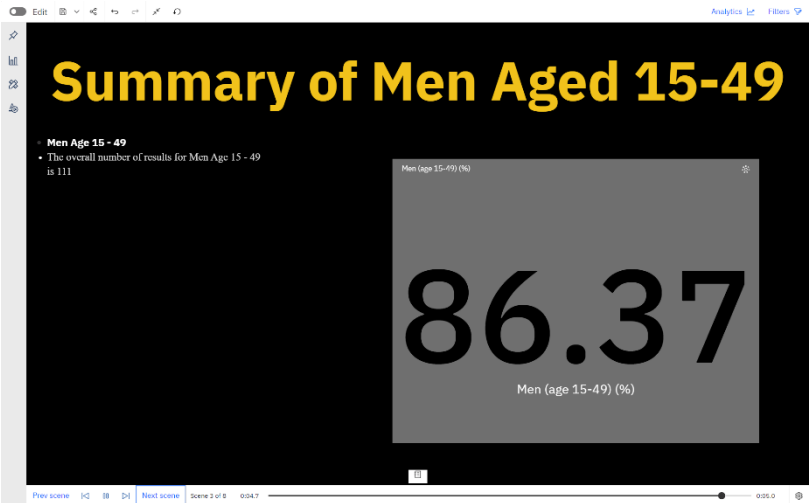 Edit
Analytics
Filters
Summary of Men Aged 15-49
Men Age 15 - 49
The overall number of results for Men Age 15 - 49
is 111
Men (age 15-49) (%)
86.37
Men (age 15-49) (%)
Prev scene
Next scene
Scene 3 of 8
0:04.7
0:05.0